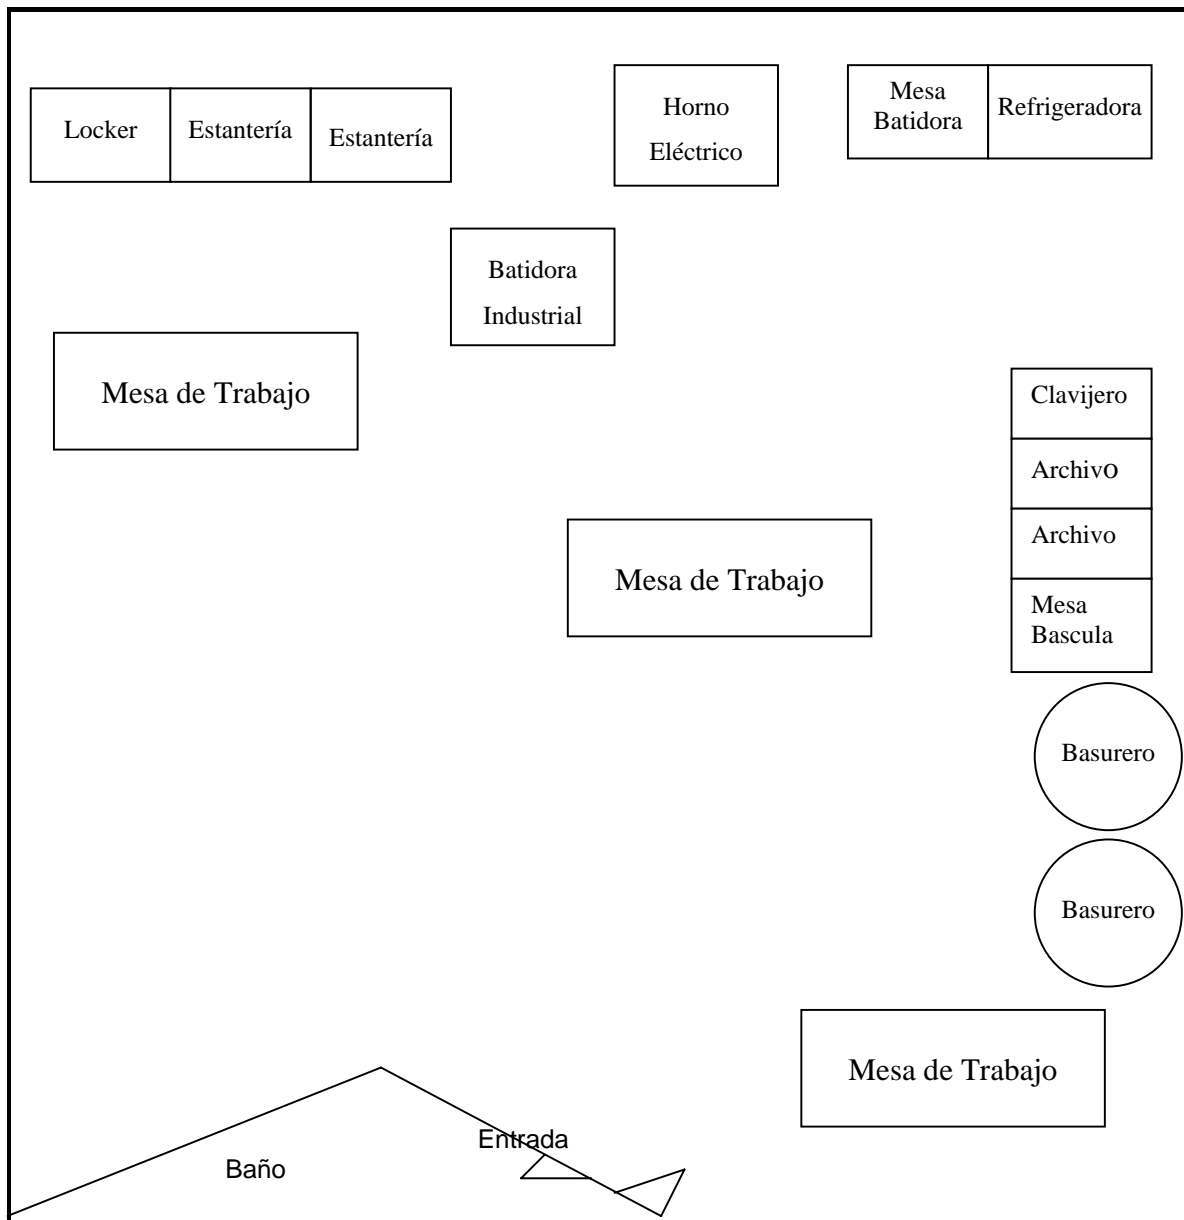 Locker
Estantería
Estantería
Horno
Eléctrico
Mesa
Batidora
Refrigeradora
Batidora
Industrial
Mesa de Trabajo
Clavijero
Archivo
Archivo
Mesa
Bascula
Mesa de Trabajo
Basurero
Basurero
Mesa de Trabajo
Entrada
Baño